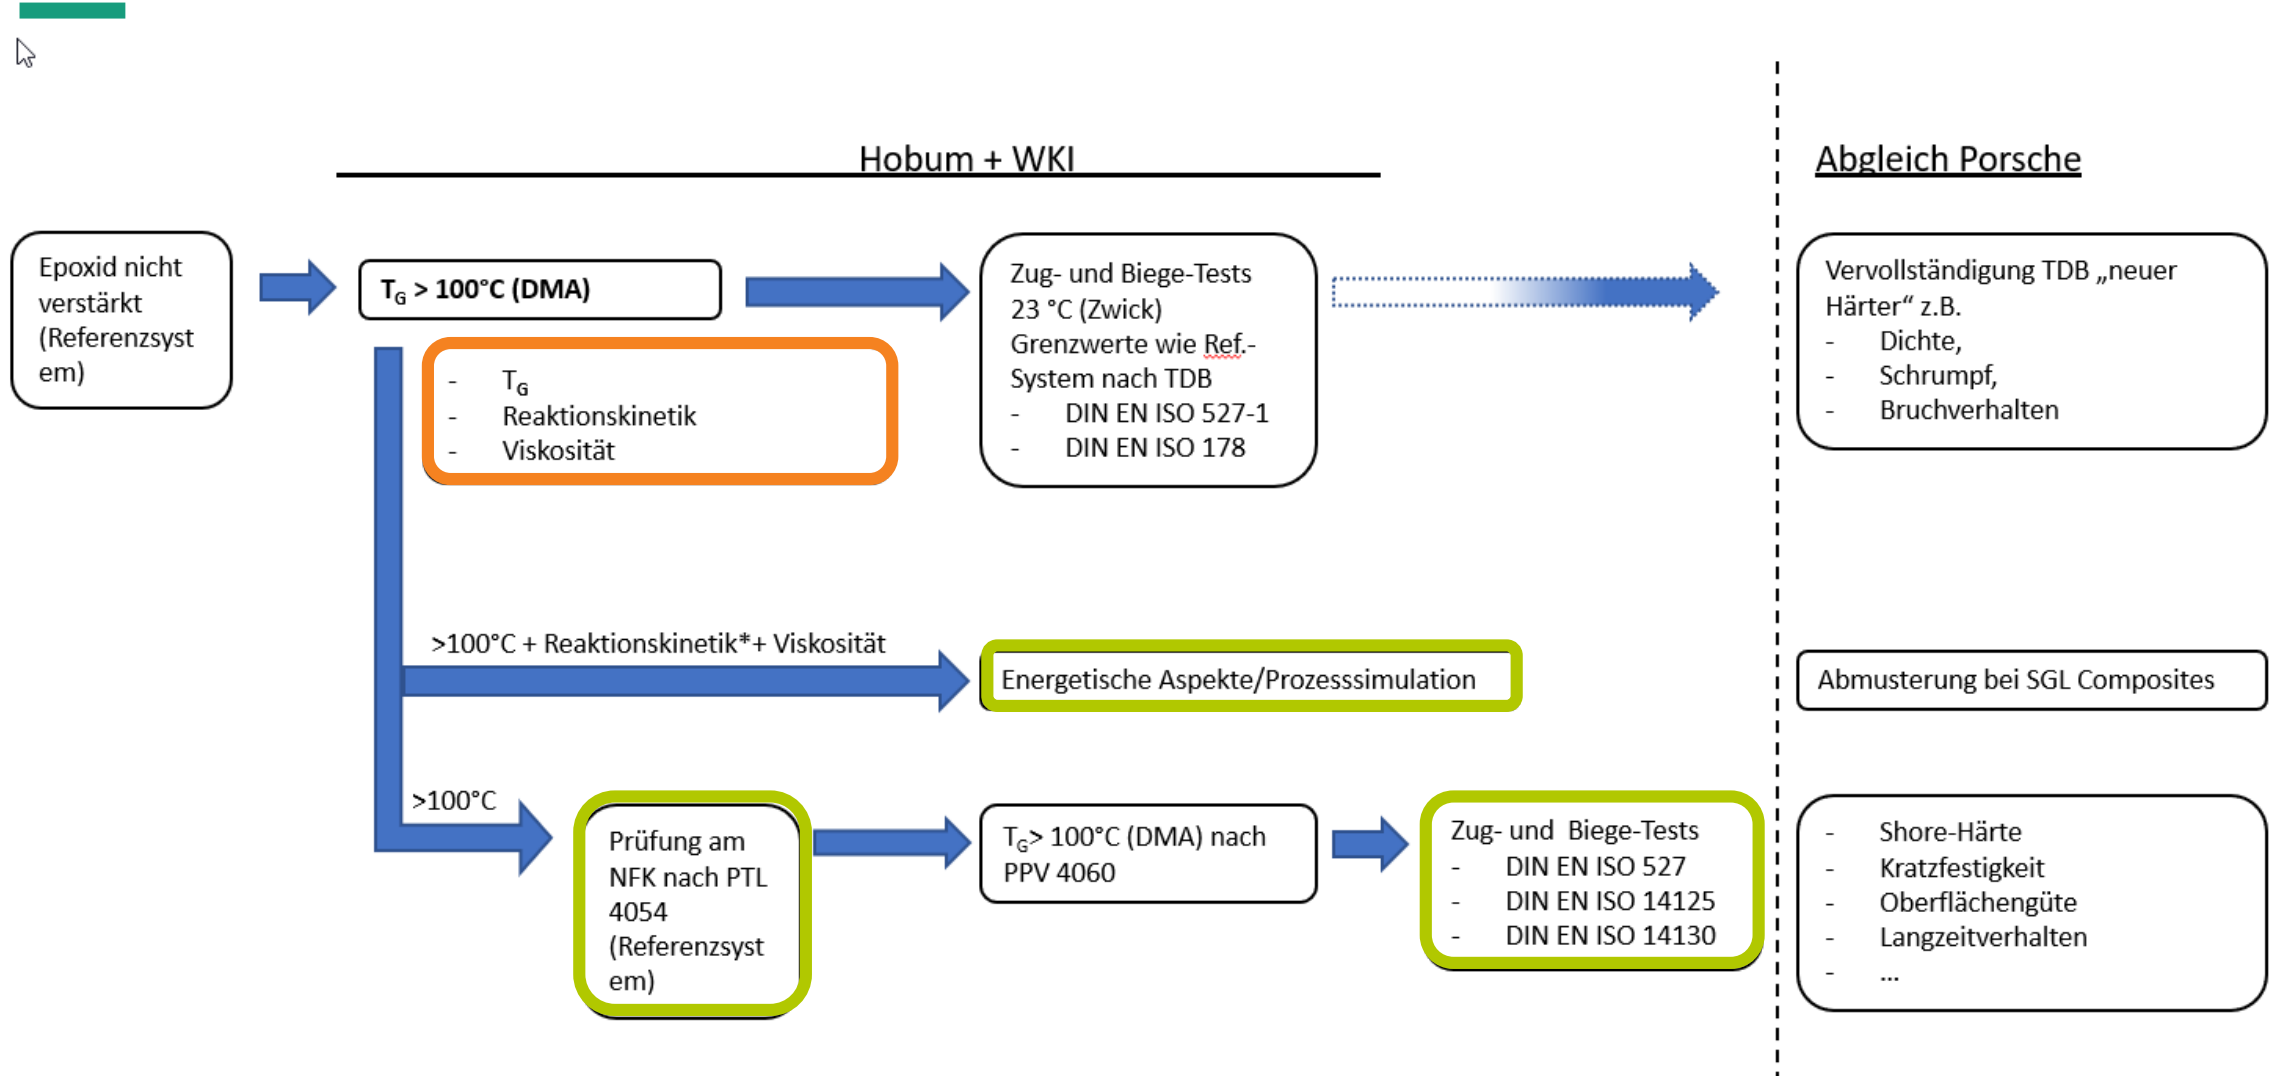 Hobum + WKI
Abgleich Porsche
Epoxid nicht
verstärkt
(Referenzsyst
em)
TG > 100°C (DMA)
- TG
- Reaktionskinetik
- Viskosität
Zug- und Biege-Tests
23 °C (Zwick)
Grenzwerte wie Ref.-
System nach TDB
- DIN EN ISO 527-1
- DIN EN ISO 178
Vervollständigung TDB „neuer
Härter“ z.B.
- Dichte,
- Schrumpf,
- Bruchverhalten
>100°C + Reaktionskinetik*+ Viskosität
Energetische Aspekte/Prozesssimulation
Abmusterung bei SGL Composites
>100°C
Prüfung am
NFK nach PTL
4054
(Referenzsyst
em)
TG> 100°C (DMA) nach
PPV 4060
Zug- und Biege-Tests
- DIN EN ISO 527
- DIN EN ISO 14125
- DIN EN ISO 14130
- Shore-Härte
- Kratzfestigkeit
- Oberflächengüte
- Langzeitverhalten
- ...